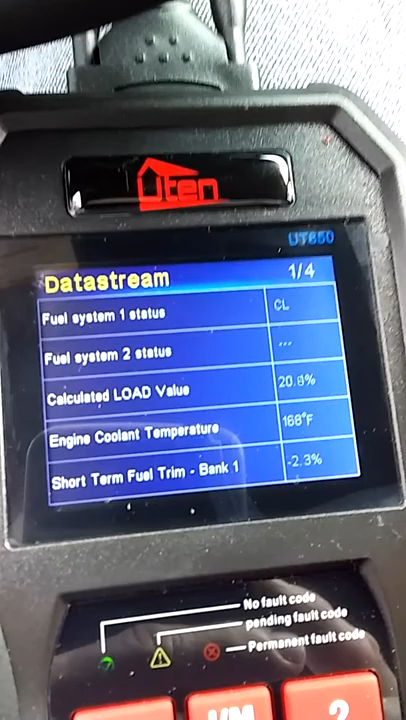 Uten
UT850
Datastream 1/4
Fuel system 1 status CL
Fuel system 2 status ---
Calculated LOAD Value 20.8%
Engine Coolant Temperature 168°F
Short Term Fuel Trim - Bank 1 -2.3%
No fault code
pending fault code
Permanent fault code
I/M
?